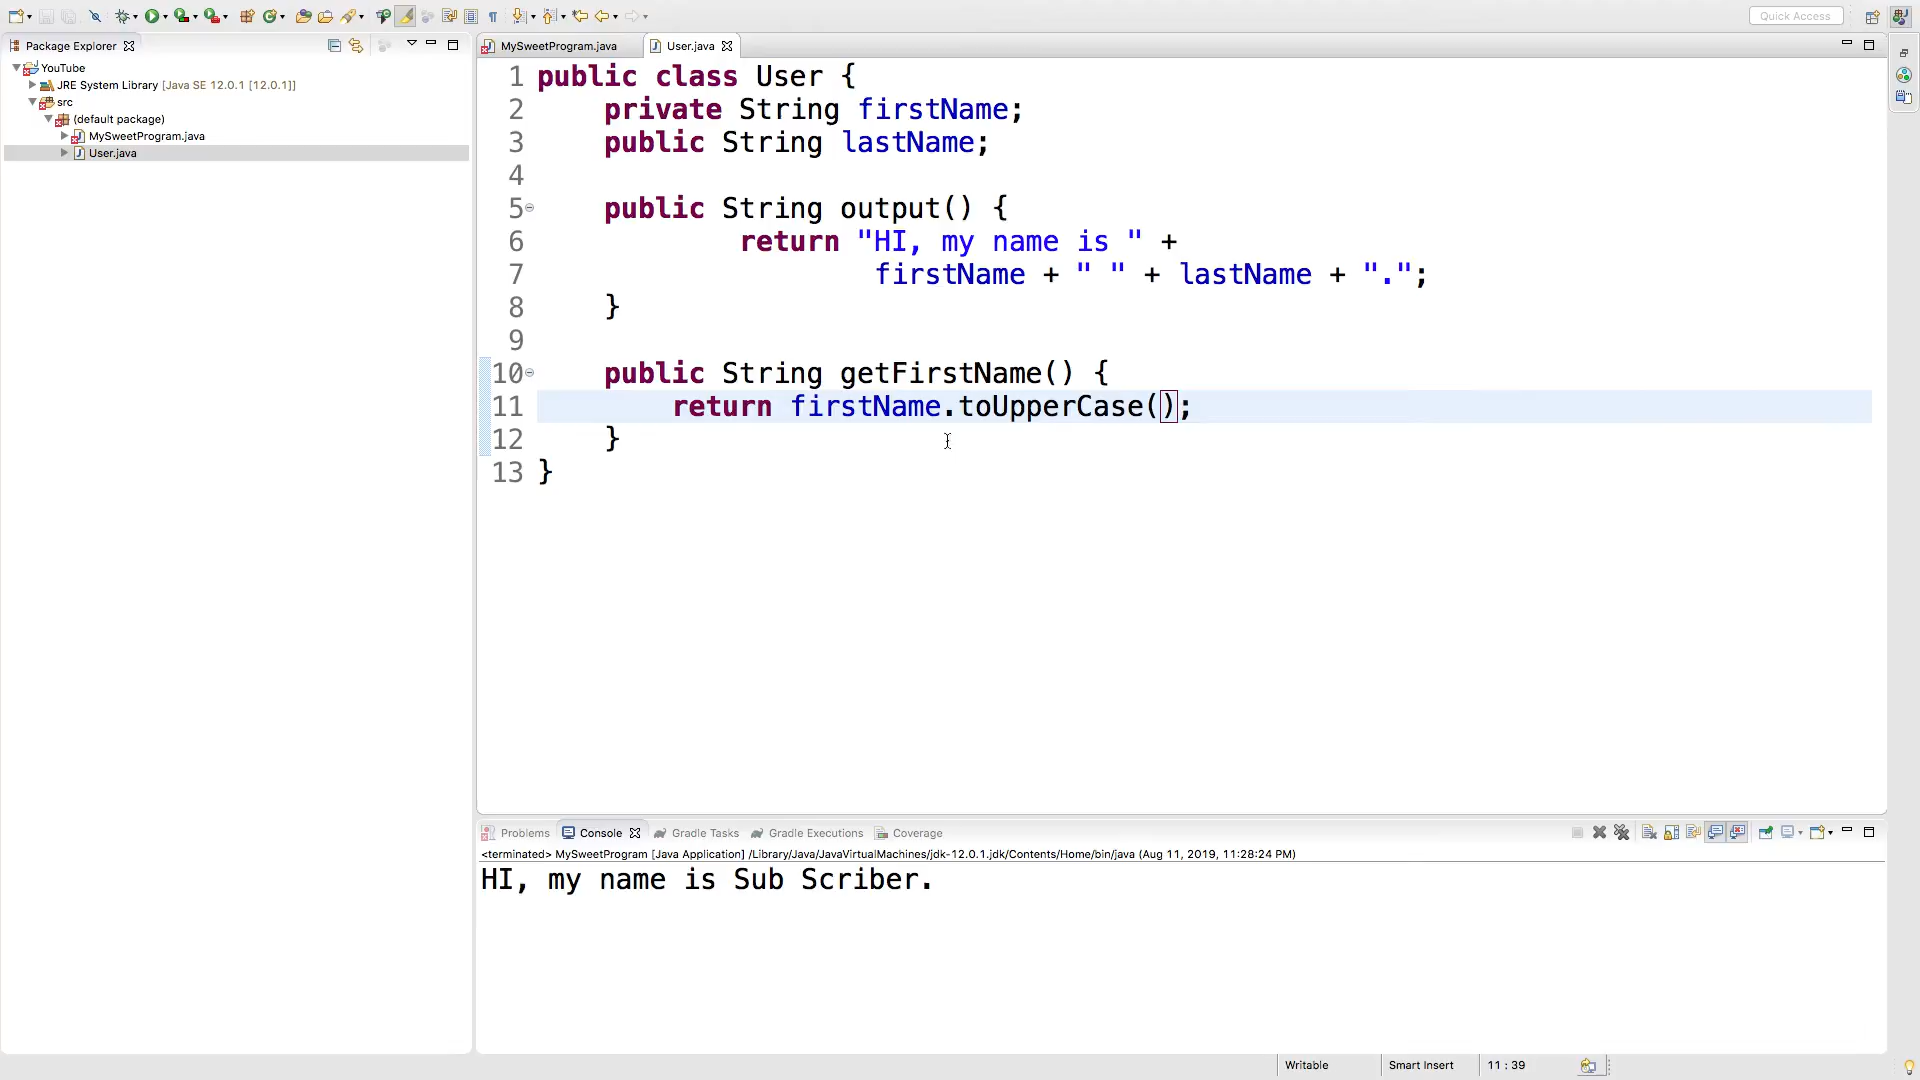 Quick Access
Package Explorer
YouTube
JRE System Library [Java SE 12.0.1 [12.0.1]]
src
(default package)
MySweetProgram.java
User.java
MySweetProgram.java
User.java
1 public class User {
2 private String firstName;
3 public String lastName;
4
5 public String output() {
6 return "HI, my name is " +
7 firstName + " " + lastName + ".";
8 }
9
10 public String getFirstName() {
11 return firstName.toUpperCase();
12 }
13 }
Problems
Console
Gradle Tasks
Gradle Executions
Coverage
<terminated> MySweetProgram [Java Application] /Library/Java/JavaVirtualMachines/jdk-12.0.1.jdk/Contents/Home/bin/java (Aug 11, 2019, 11:28:24 PM)
HI, my name is Sub Scriber.
Writable
Smart Insert
11 : 39